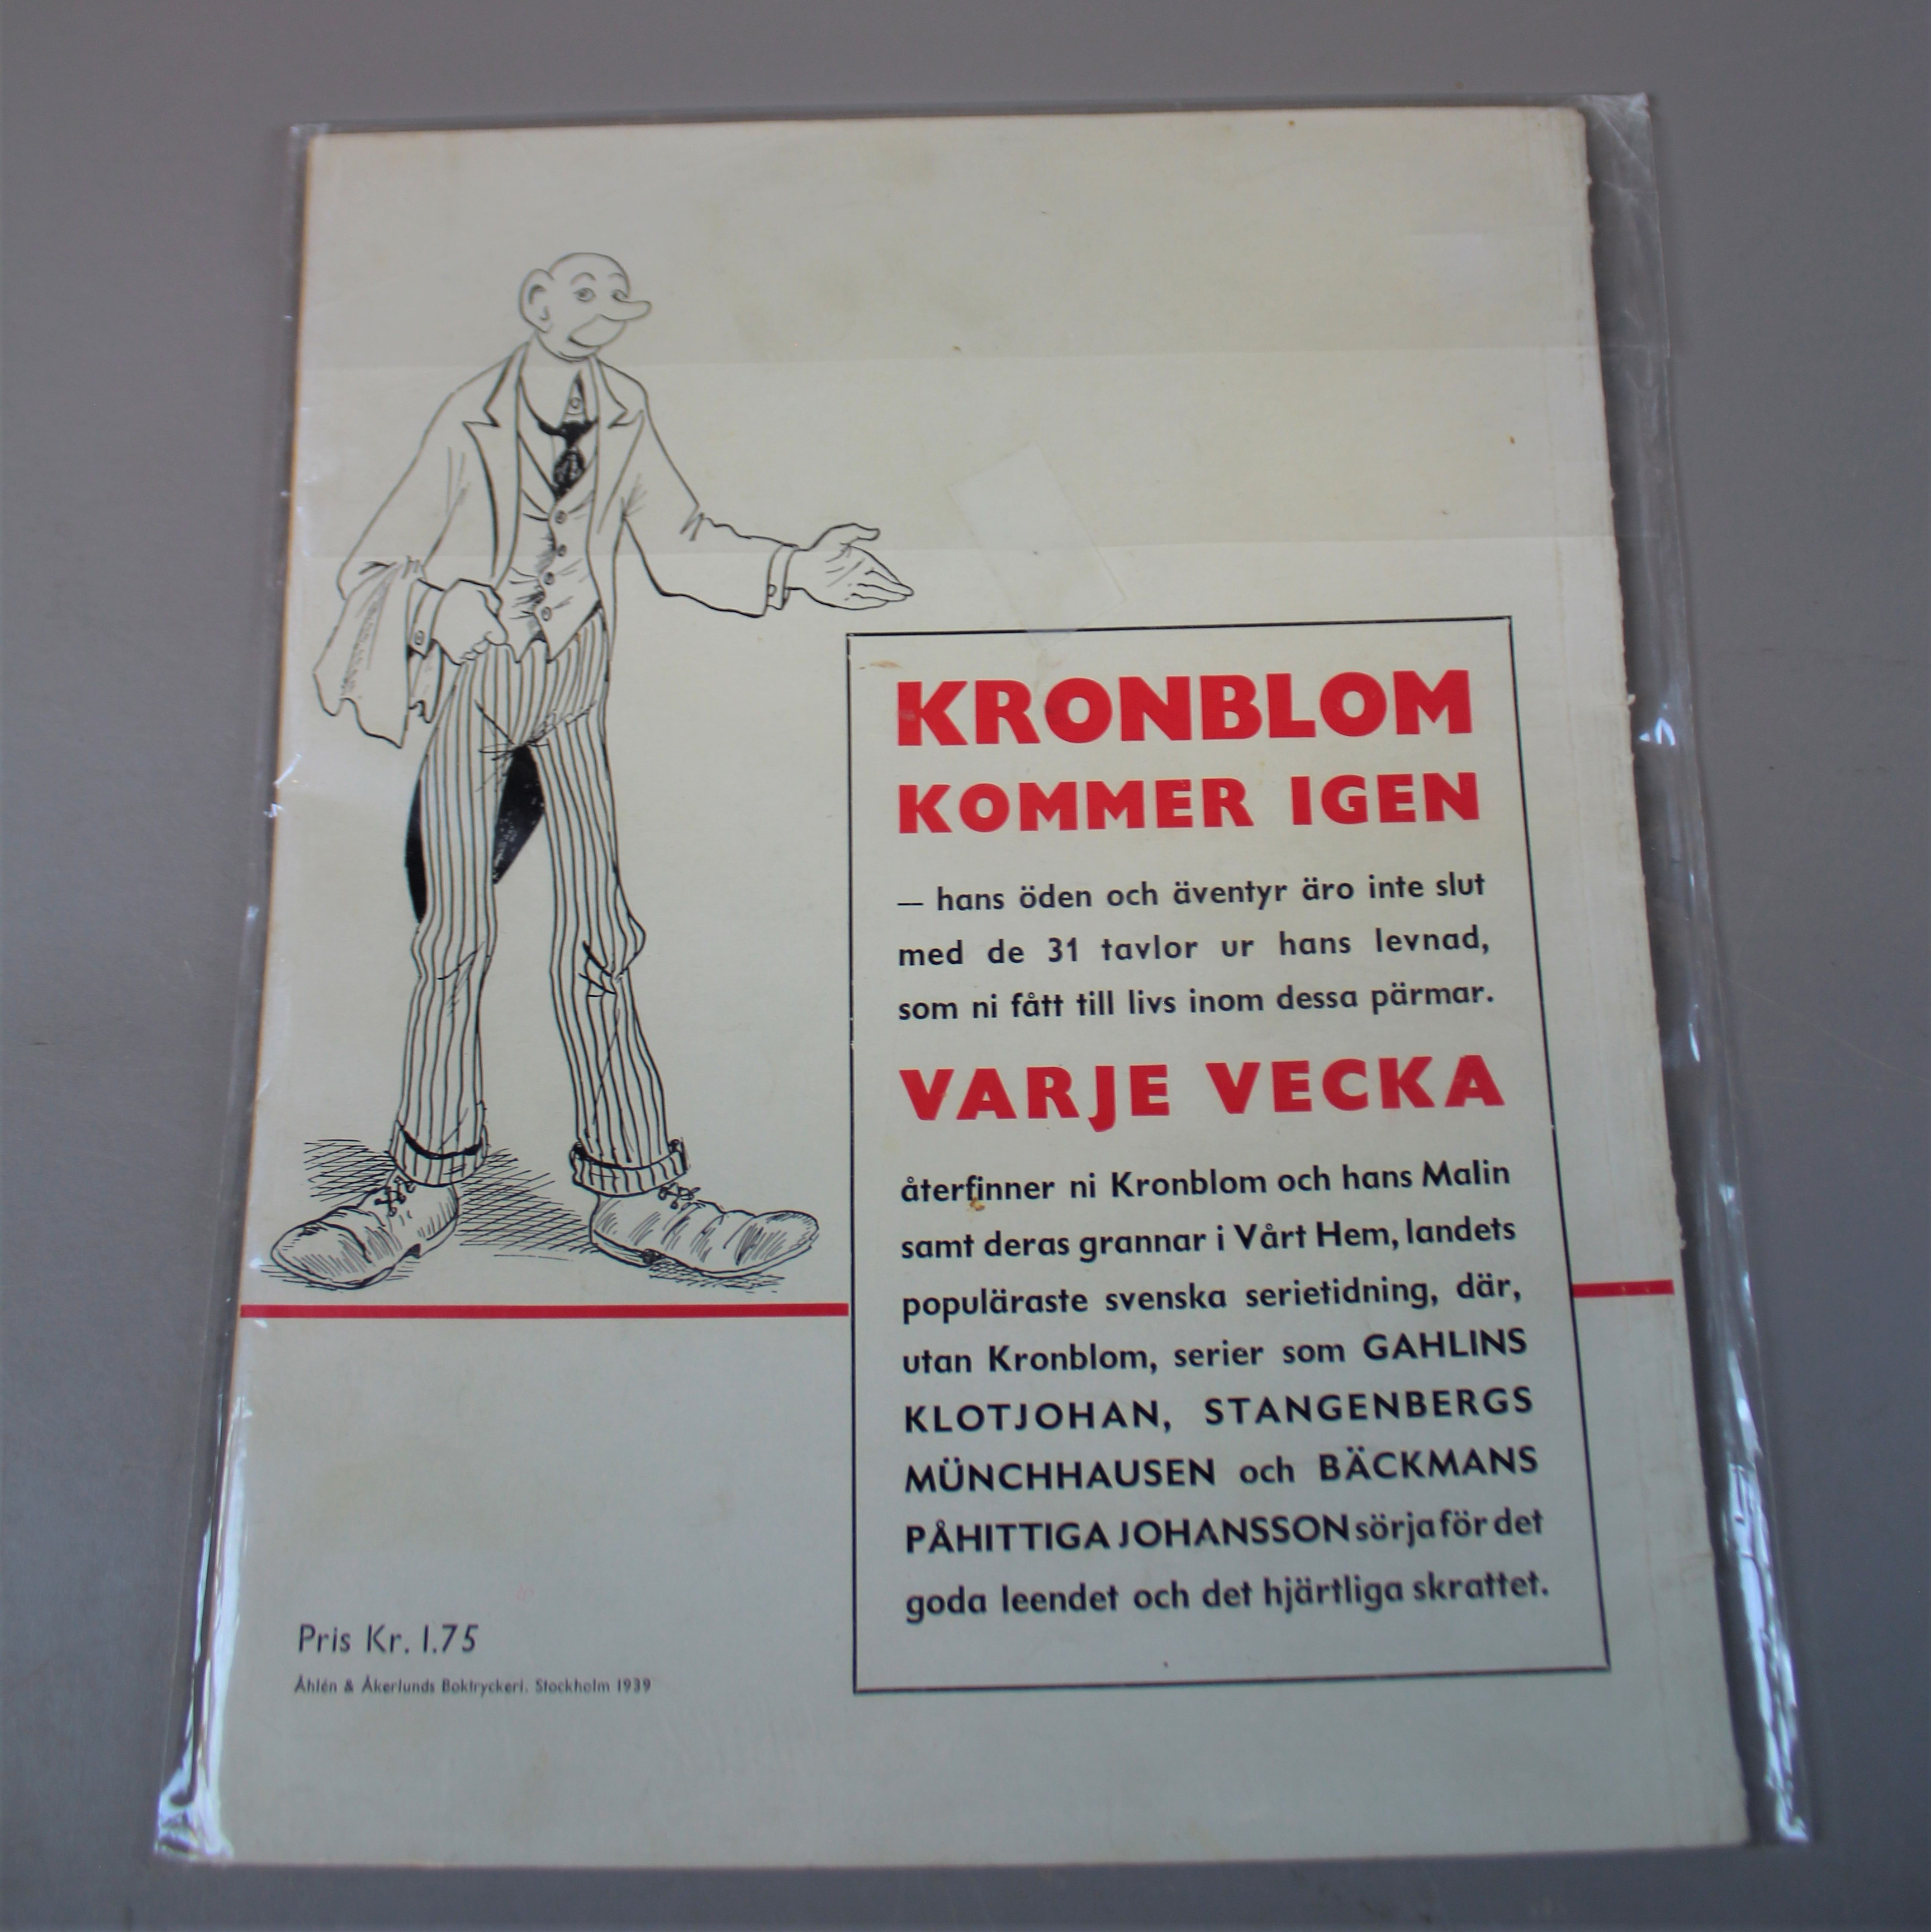 KRONBLOM
KOMMER IGEN
— hans öden och äventyr äro inte slut
med de 31 tavlor ur hans levnad,
som ni fått till livs inom dessa pärmar.
VARJE VECKA
återfinner ni Kronblom och hans Malin
samt deras grannar i Vårt Hem, landets
populäraste svenska serietidning, där,
utan Kronblom, serier som GAHLINS
KLOTJOHAN, STANGENBERGS
MÜNCHHAUSEN och BÄCKMANS
PÅHITTIGA JOHANSSON sörja för det
goda leendet och det hjärtliga skrattet.
Pris Kr. 1.75
Åhlén & Åkerlunds Boktryckeri. Stockholm 1939